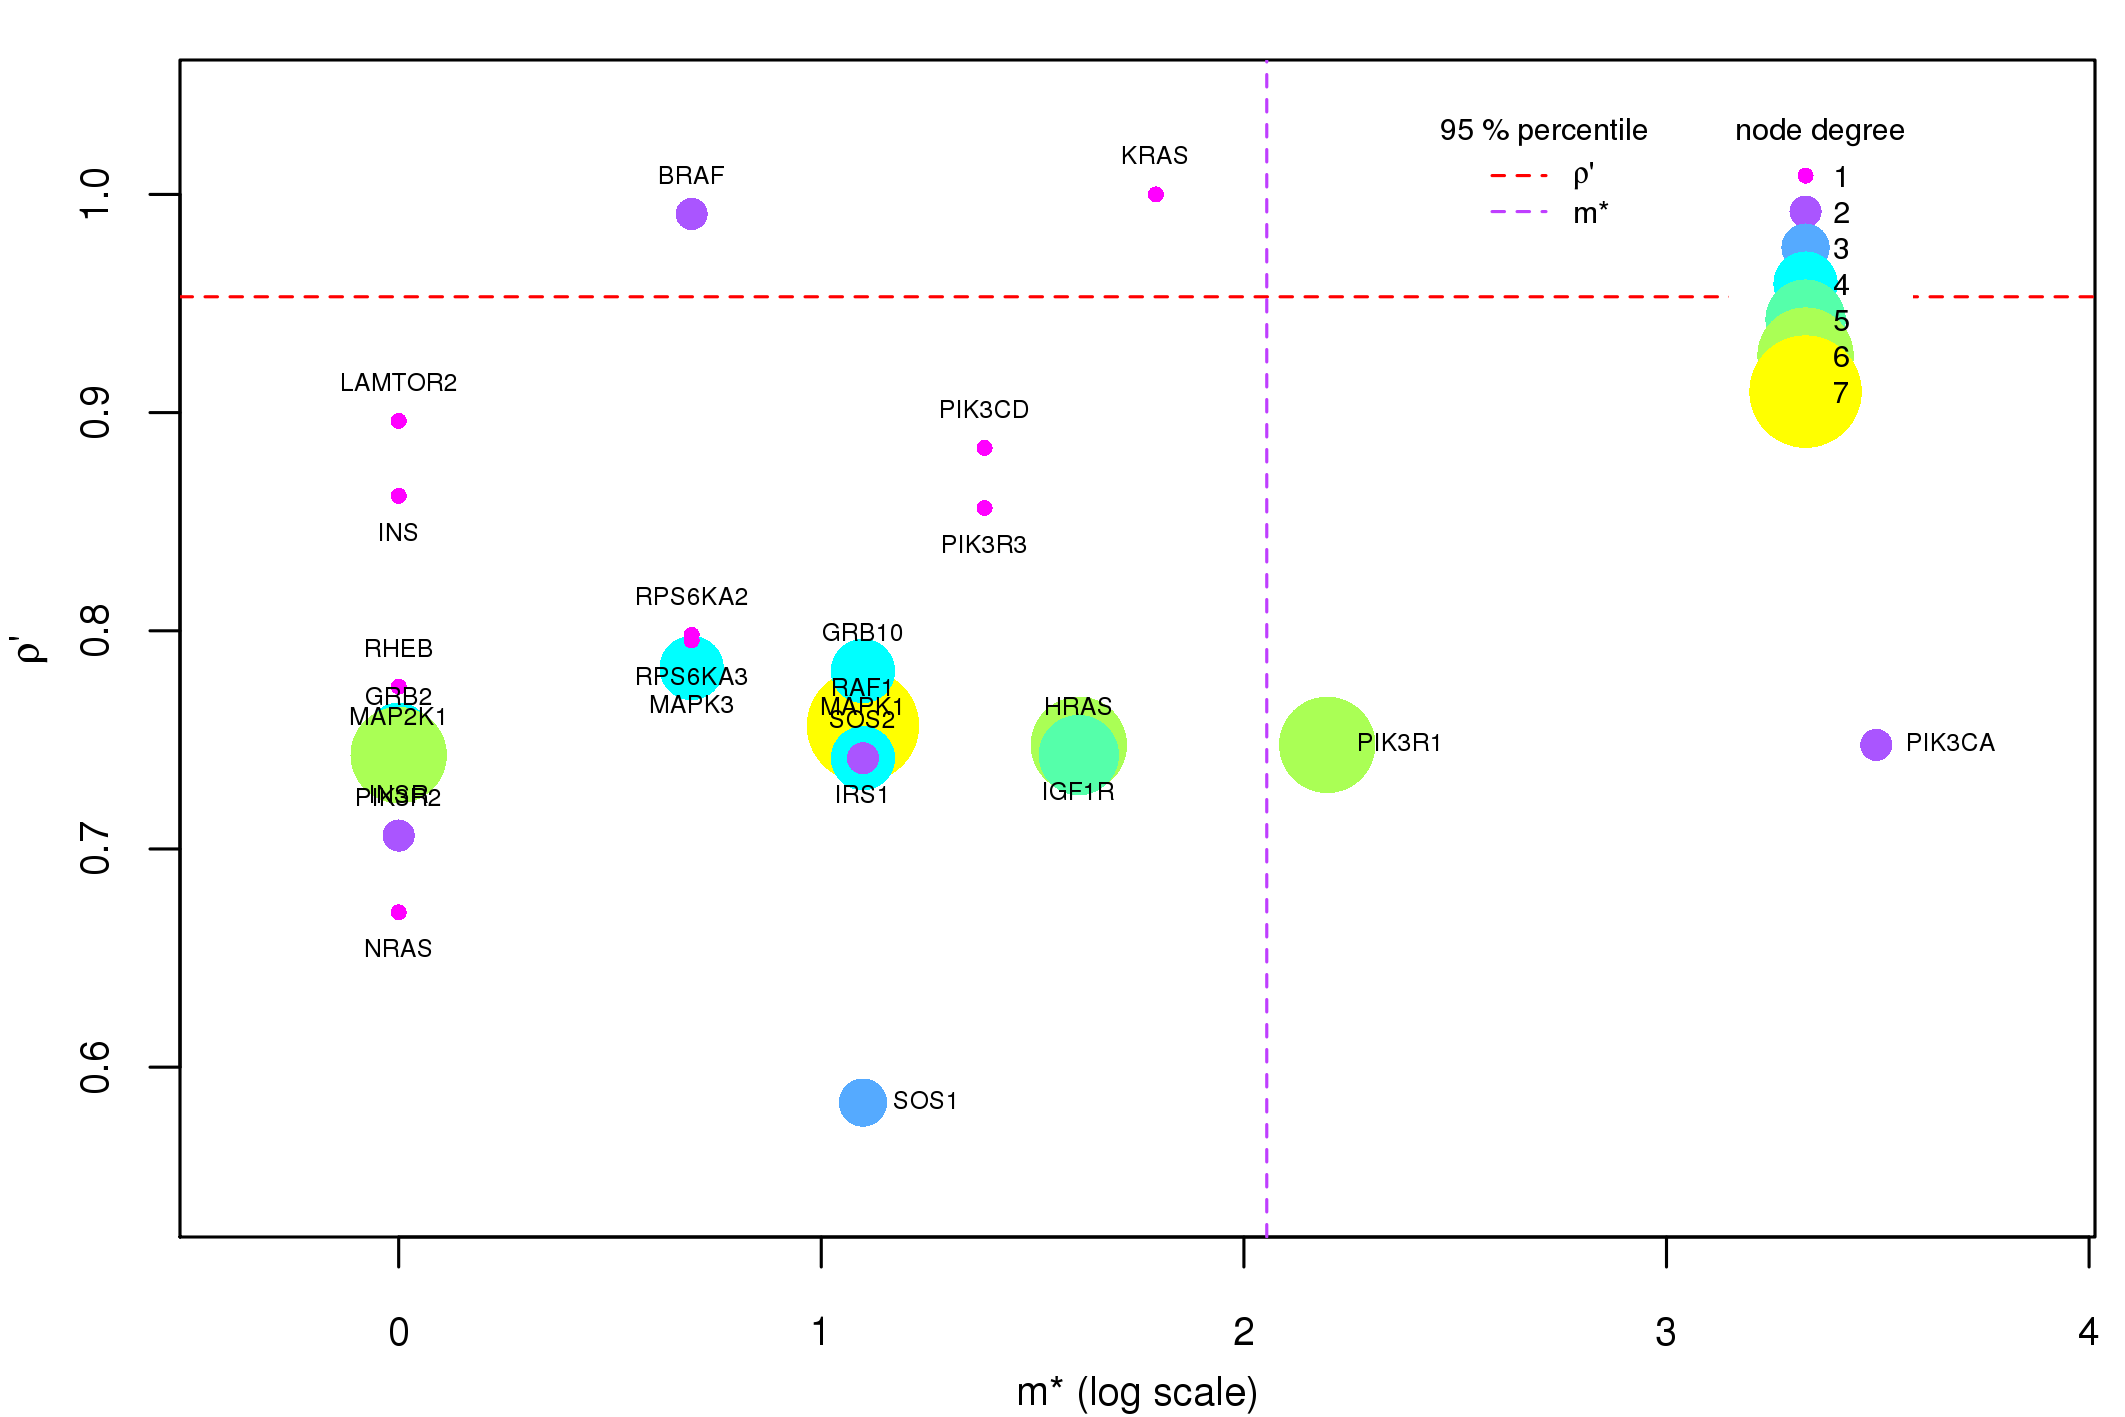 95 % percentile
ρ'
m*
node degree
1
2
3
4
5
6
7
KRAS
BRAF
LAMTOR2
PIK3CD
INS
PIK3R3
RPS6KA2
GRB10
RHEB
RPS6KA3
RAF1
GRB2
MAPK3
MAPK1
HRAS
MAP2K1
SOS2
PIK3R1
PIK3CA
INSR
PIK3R2
IRS1
IGF1R
NRAS
SOS1
1.0
0.9
0.8
0.7
0.6
ρ'
0
1
2
3
4
m* (log scale)